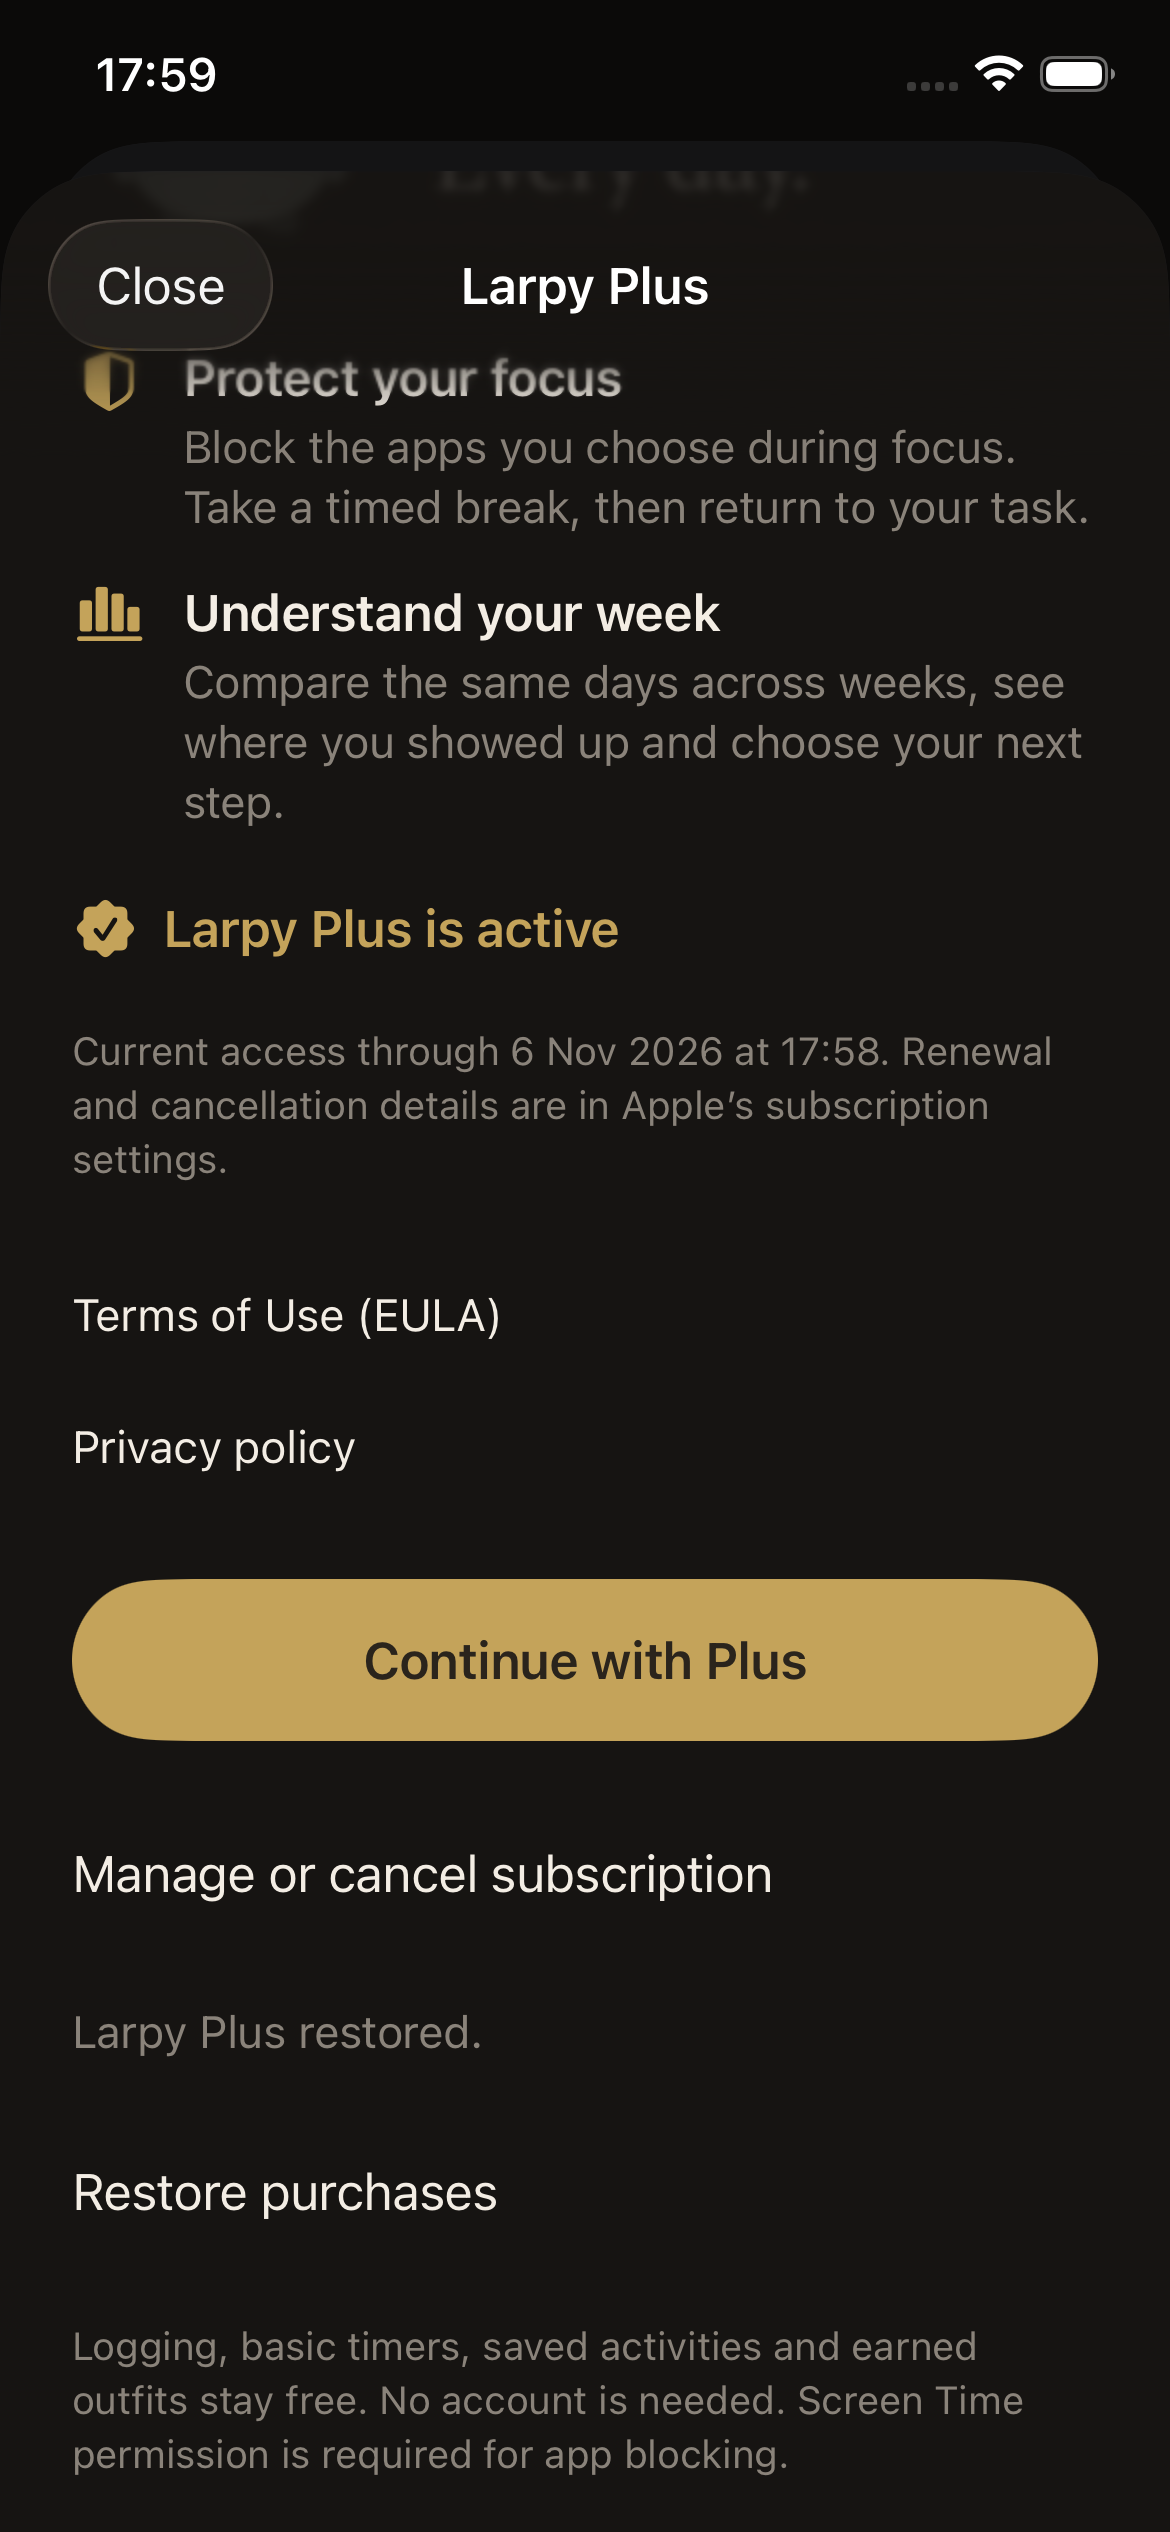 17:59
Every day.
Close
Larpy Plus
Protect your focus
Block the apps you choose during focus.
Take a timed break, then return to your task.
Understand your week
Compare the same days across weeks, see
where you showed up and choose your next
step.
Larpy Plus is active
Current access through 6 Nov 2026 at 17:58. Renewal
and cancellation details are in Apple’s subscription
settings.
Terms of Use (EULA)
Privacy policy
Continue with Plus
Manage or cancel subscription
Larpy Plus restored.
Restore purchases
Logging, basic timers, saved activities and earned
outfits stay free. No account is needed. Screen Time
permission is required for app blocking.